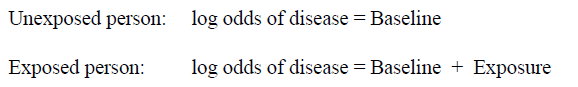 Unexposed person: log odds of disease = Baseline
Exposed person: log odds of disease = Baseline + Exposure